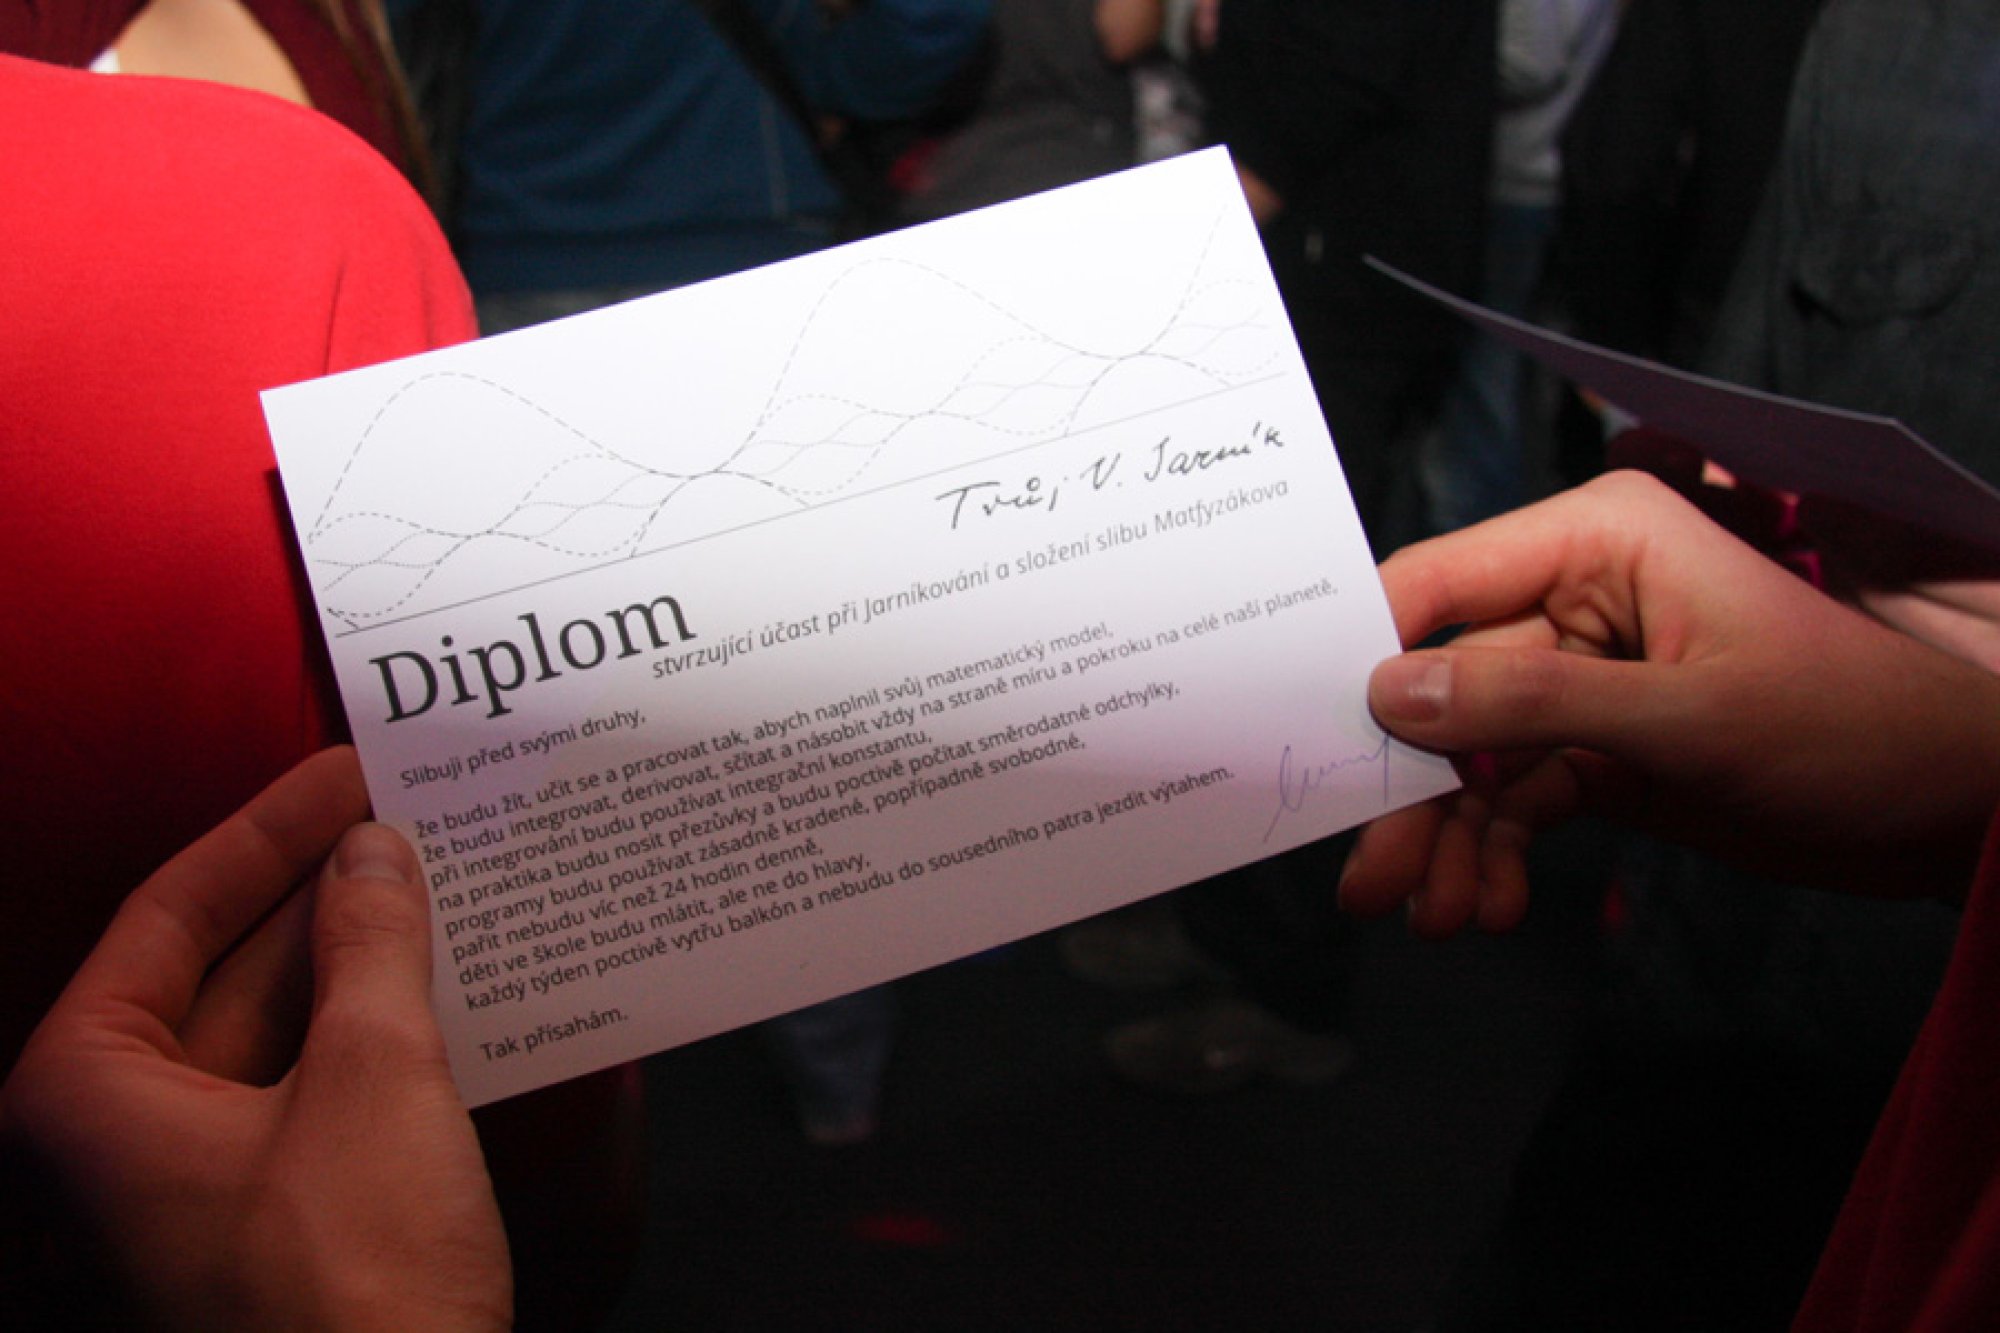 Tvůj V. Jarník
Diplom
stvrzující účast při Jarníkování a složení slibu Matfyzákova
Slibuji před svými druhy,
že budu žít, učit se a pracovat tak, abych naplnil svůj matematický model,
že budu integrovat, derivovat, sčítat a násobit vždy na straně míru a pokroku na celé naší planetě,
při integrování budu používat integrační konstantu,
na praktika budu nosit přezůvky a budu poctivě počítat směrodatné odchylky,
programy budu používat zásadně kradené, popřípadně svobodné,
pařit nebudu víc než 24 hodin denně,
děti ve škole budu mlátit, ale ne do hlavy,
každý týden poctivě vytřu balkón a nebudu do sousedního patra jezdit výtahem.
Tak přísahám.